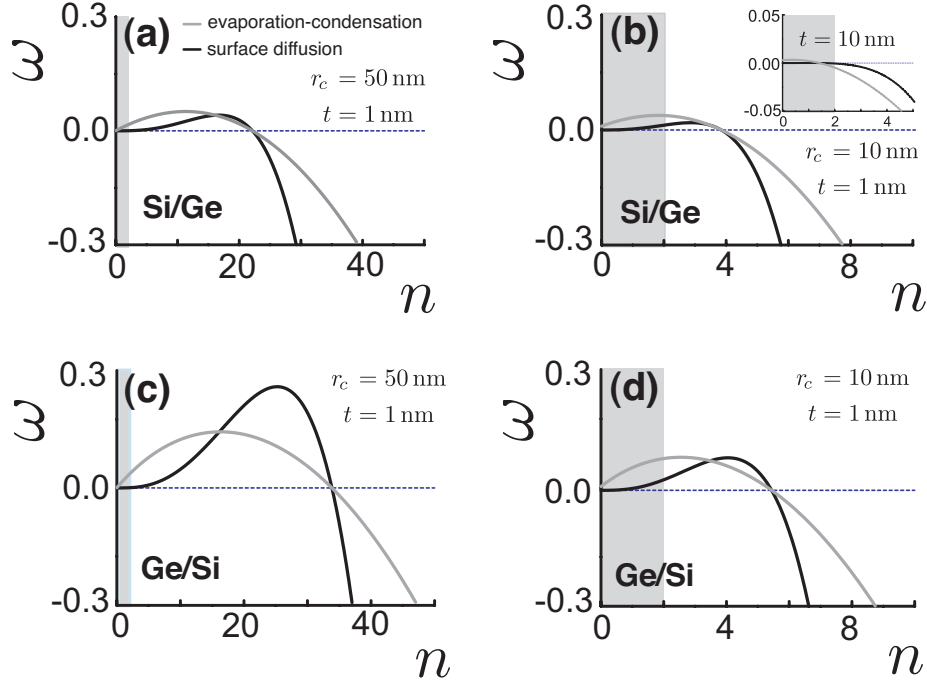 0.3
(a)
evaporation-condensation
surface diffusion
r_c = 50 nm
t = 1 nm
ω
0.0
Si/Ge
-0.3
0 20 40
n
0.3
(b)
0.05
t = 10 nm
0.00
-0.05
0 2 4
ω
0.0
r_c = 10 nm
t = 1 nm
Si/Ge
-0.3
0 4 8
n
0.3
(c)
r_c = 50 nm
t = 1 nm
ω
0.0
Ge/Si
-0.3
0 20 40
n
0.3
(d)
r_c = 10 nm
t = 1 nm
ω
0.0
Ge/Si
-0.3
0 4 8
n